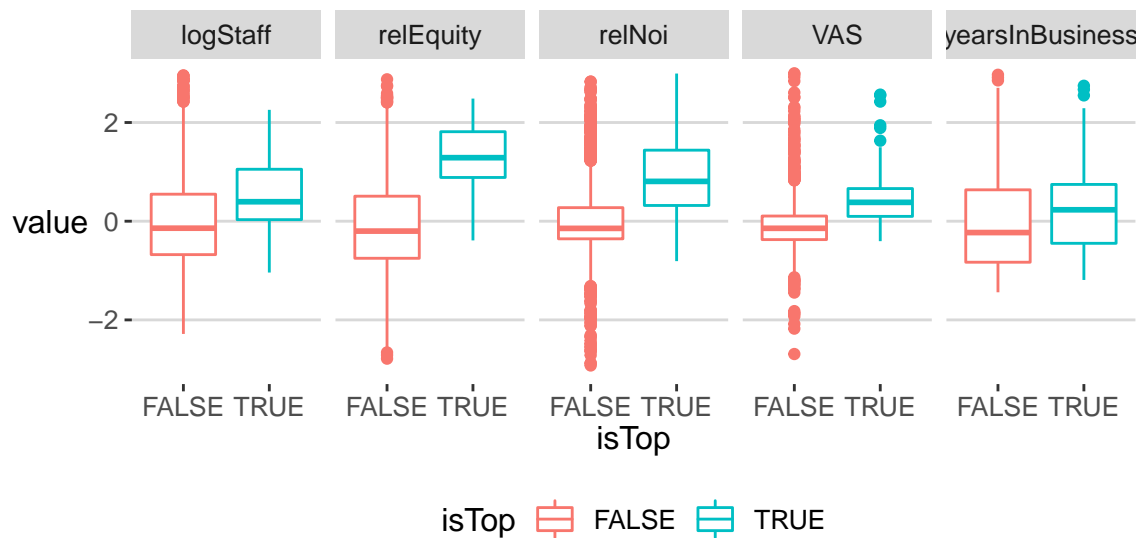 logStaff relEquity relNoi VAS yearsInBusiness
2
value 0
−2
FALSE TRUE FALSE TRUE FALSE TRUE FALSE TRUE FALSE TRUE
isTop
isTop FALSE TRUE